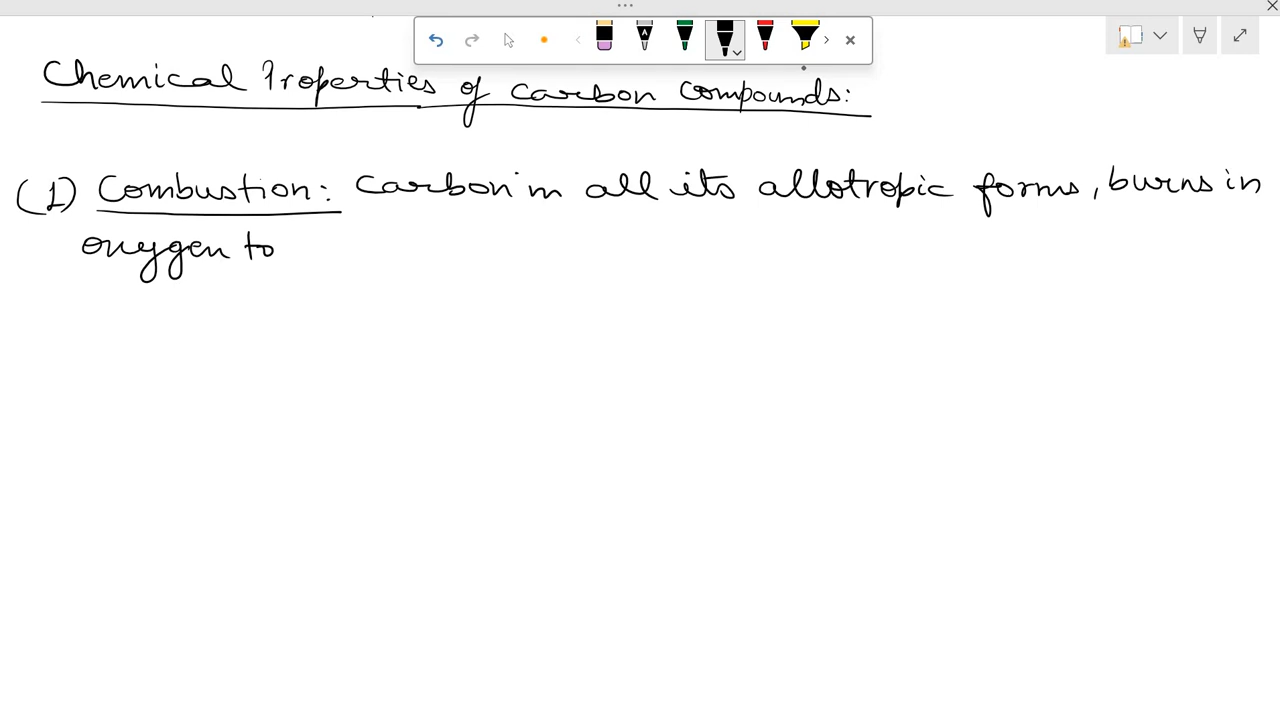 Chemical Properties of carbon compounds:
(1) Combustion: Carbon in all its allotropic forms, burns in
oxygen to